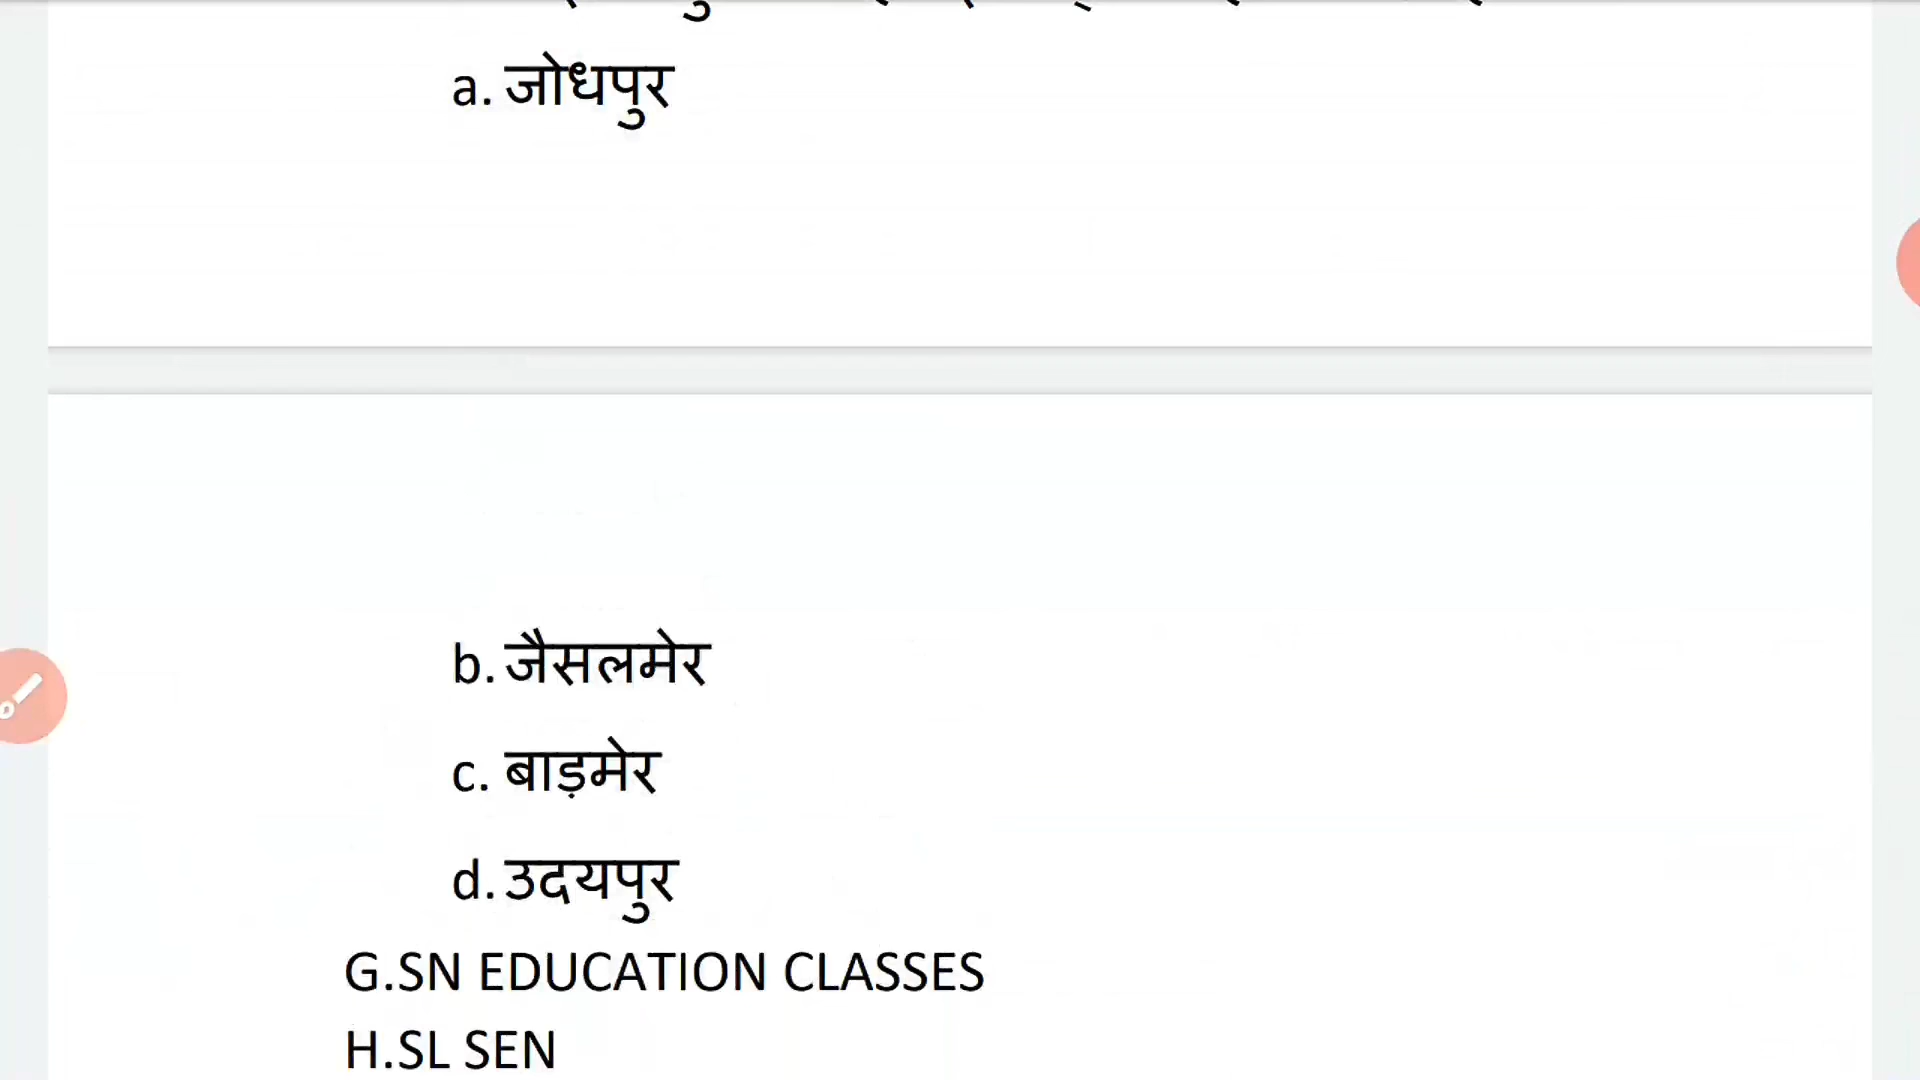 a. जोधपुर
b. जैसलमेर
c. बाड़मेर
d. उदयपुर
G.SN EDUCATION CLASSES
H.SL SEN